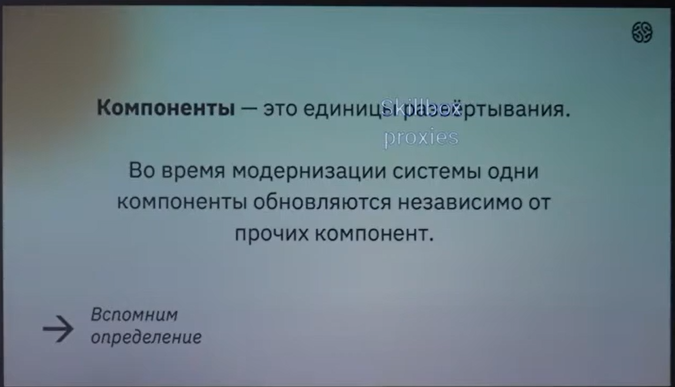 Компоненты — это единицы развёртывания.
Skillbox
proxies
Во время модернизации системы одни
компоненты обновляются независимо от
прочих компонент.
Вспомним
определение